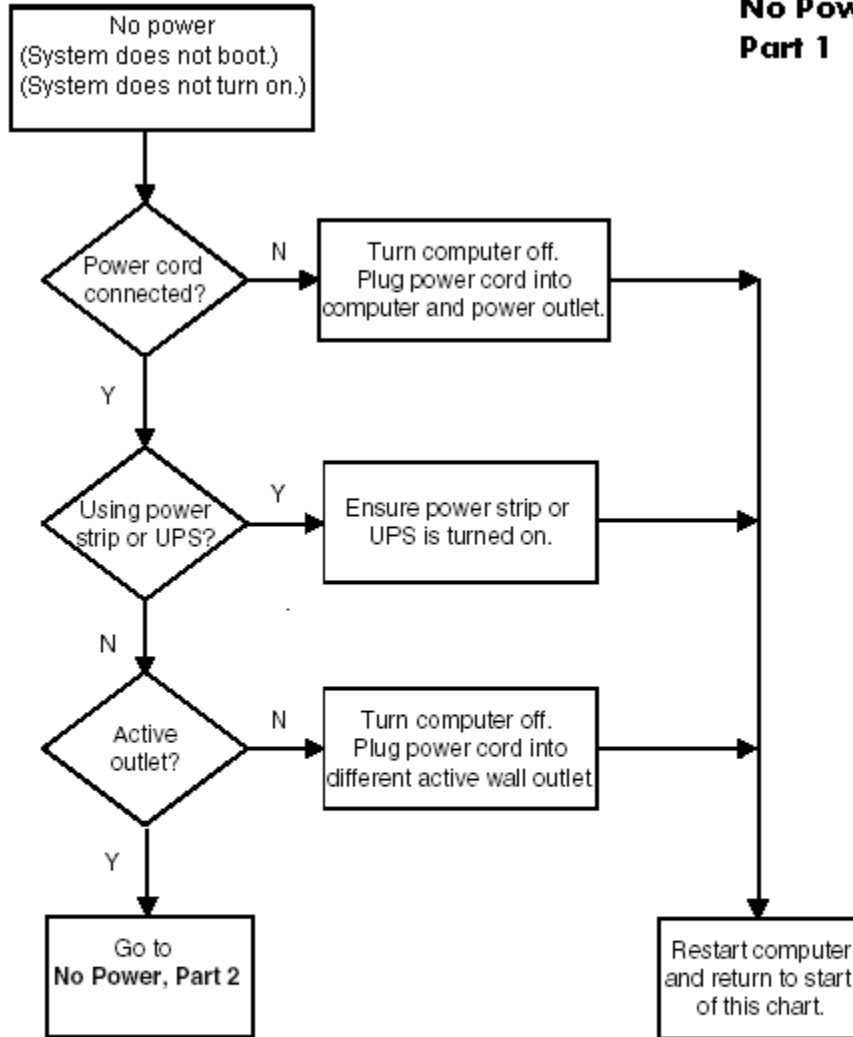 No Pow
Part 1
No power
(System does not boot.)
(System does not turn on.)
Power cord
connected?
N
Turn computer off.
Plug power cord into
computer and power outlet.
Y
Using power
strip or UPS?
Y
Ensure power strip or
UPS is turned on.
N
Active
outlet?
N
Turn computer off.
Plug power cord into
different active wall outlet
Y
Go to
No Power, Part 2
Restart computer
and return to start
of this chart.